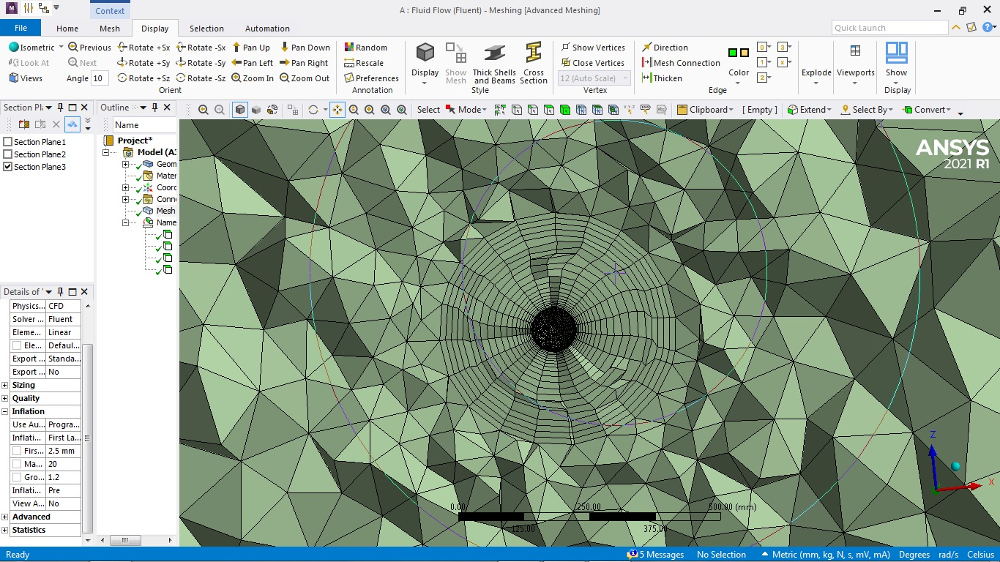 A : Fluid Flow (Fluent) - Meshing [Advanced Meshing]
Context
File Home Mesh Display Selection Automation
Quick Launch
Isometric Previous Rotate +Sx Rotate -Sx Pan Up Pan Down
Look At Next Rotate +Sy Rotate -Sy Pan Left Pan Right
Views Angle 10 Rotate +Sz Rotate -Sz Zoom In Zoom Out
Orient
Random
Rescale
Preferences
Annotation
Display Show Mesh Thick Shells and Beams Cross Section
Style
Show Vertices
Close Vertices
12 (Auto Scale)
Vertex
Direction
Mesh Connection
Thicken
Color
0 3
1 x
2
Edge
Explode Viewports Show
Display
Section Pl
Section Plane1
Section Plane2
Section Plane3
Outline
Name
Project*
Model (A3
Geom
Mater
Coord
Conne
Mesh
Name
Select Mode Clipboard [ Empty ] Extend Select By Convert
Details of "
Physics... CFD
Solver ... Fluent
Eleme... Linear
Ele... Defaul...
Export ... Standa...
Export ... No
Sizing
Quality
Inflation
Use Au... Progra...
Inflati... First La...
Firs... 2.5 mm
Ma... 20
Gro... 1.2
Inflati... Pre
View A... No
Advanced
Statistics
ANSYS
2021 R1
Z
X
0.00 250.00 500.00 (mm)
125.00 375.00
Ready 5 Messages No Selection Metric (mm, kg, N, s, mV, mA) Degrees rad/s Celsius